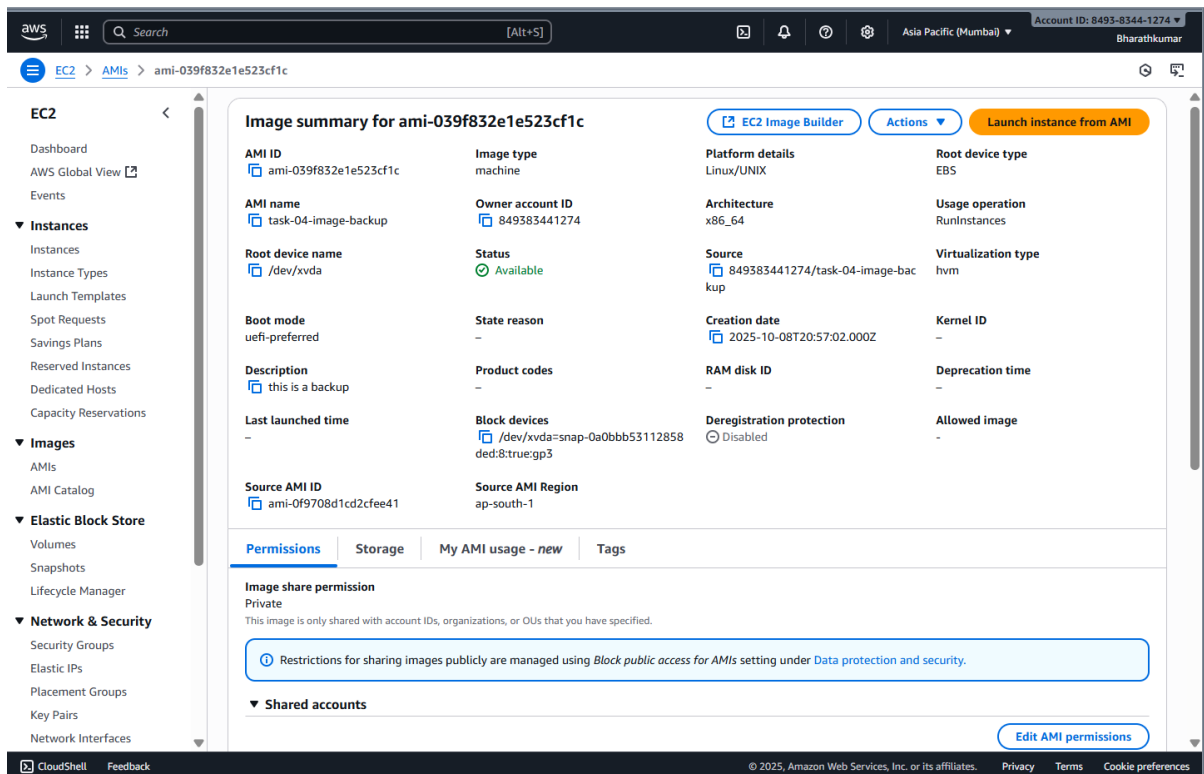 aws
Search
[Alt+S]
Asia Pacific (Mumbai) ▼
Account ID: 8493-8344-1274 ▼
Bharathkumar
EC2 > AMIs > ami-039f832e1e523cf1c
EC2
Dashboard
AWS Global View
Events
▼ Instances
Instances
Instance Types
Launch Templates
Spot Requests
Savings Plans
Reserved Instances
Dedicated Hosts
Capacity Reservations
▼ Images
AMIs
AMI Catalog
▼ Elastic Block Store
Volumes
Snapshots
Lifecycle Manager
▼ Network & Security
Security Groups
Elastic IPs
Placement Groups
Key Pairs
Network Interfaces
Image summary for ami-039f832e1e523cf1c
EC2 Image Builder
Actions ▼
Launch instance from AMI
AMI ID
ami-039f832e1e523cf1c
Image type
machine
Platform details
Linux/UNIX
Root device type
EBS
AMI name
task-04-image-backup
Owner account ID
849383441274
Architecture
x86_64
Usage operation
RunInstances
Root device name
/dev/xvda
Status
Available
Source
849383441274/task-04-image-bac
kup
Virtualization type
hvm
Boot mode
uefi-preferred
State reason
–
Creation date
2025-10-08T20:57:02.000Z
Kernel ID
–
Description
this is a backup
Product codes
–
RAM disk ID
–
Deprecation time
–
Last launched time
–
Block devices
/dev/xvda=snap-0a0bbb53112858
ded:8:true:gp3
Deregistration protection
Disabled
Allowed image
-
Source AMI ID
ami-0f9708d1cd2cfee41
Source AMI Region
ap-south-1
Permissions
Storage
My AMI usage - new
Tags
Image share permission
Private
This image is only shared with account IDs, organizations, or OUs that you have specified.
Restrictions for sharing images publicly are managed using Block public access for AMIs setting under Data protection and security.
▼ Shared accounts
Edit AMI permissions
CloudShell
Feedback
© 2025, Amazon Web Services, Inc. or its affiliates.
Privacy
Terms
Cookie preferences